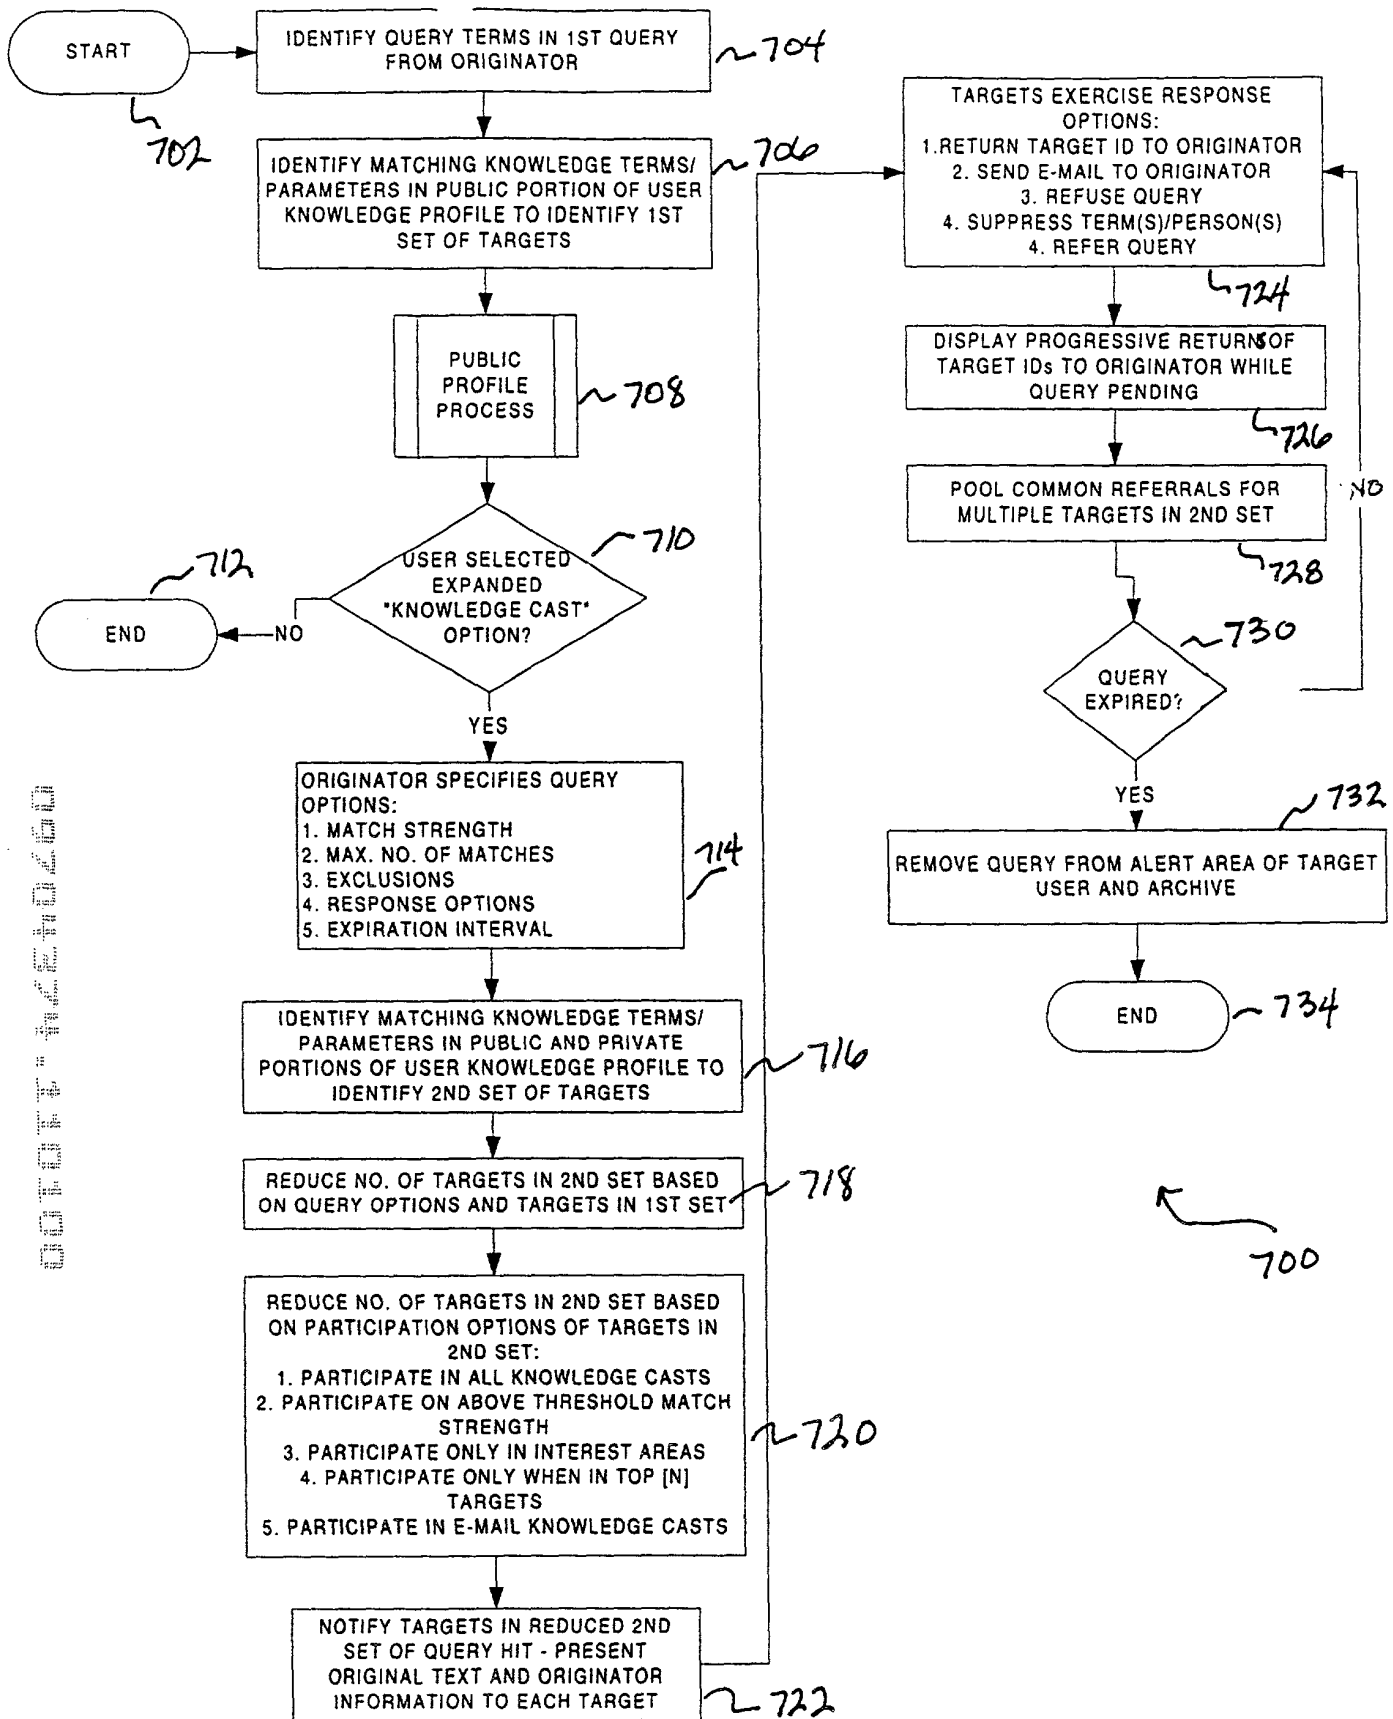 START
702
IDENTIFY QUERY TERMS IN 1ST QUERY
FROM ORIGINATOR
704
IDENTIFY MATCHING KNOWLEDGE TERMS/
PARAMETERS IN PUBLIC PORTION OF USER
KNOWLEDGE PROFILE TO IDENTIFY 1ST
SET OF TARGETS
706
PUBLIC
PROFILE
PROCESS
708
USER SELECTED
EXPANDED
"KNOWLEDGE CAST"
OPTION?
710
NO
END
712
YES
ORIGINATOR SPECIFIES QUERY
OPTIONS:
1. MATCH STRENGTH
2. MAX. NO. OF MATCHES
3. EXCLUSIONS
4. RESPONSE OPTIONS
5. EXPIRATION INTERVAL
714
IDENTIFY MATCHING KNOWLEDGE TERMS/
PARAMETERS IN PUBLIC AND PRIVATE
PORTIONS OF USER KNOWLEDGE PROFILE TO
IDENTIFY 2ND SET OF TARGETS
716
REDUCE NO. OF TARGETS IN 2ND SET BASED
ON QUERY OPTIONS AND TARGETS IN 1ST SET
718
REDUCE NO. OF TARGETS IN 2ND SET BASED
ON PARTICIPATION OPTIONS OF TARGETS IN
2ND SET:
1. PARTICIPATE IN ALL KNOWLEDGE CASTS
2. PARTICIPATE ON ABOVE THRESHOLD MATCH
STRENGTH
3. PARTICIPATE ONLY IN INTEREST AREAS
4. PARTICIPATE ONLY WHEN IN TOP [N]
TARGETS
5. PARTICIPATE IN E-MAIL KNOWLEDGE CASTS
720
NOTIFY TARGETS IN REDUCED 2ND
SET OF QUERY HIT - PRESENT
ORIGINAL TEXT AND ORIGINATOR
INFORMATION TO EACH TARGET
722
TARGETS EXERCISE RESPONSE
OPTIONS:
1.RETURN TARGET ID TO ORIGINATOR
2. SEND E-MAIL TO ORIGINATOR
3. REFUSE QUERY
4. SUPPRESS TERM(S)/PERSON(S)
4. REFER QUERY
724
DISPLAY PROGRESSIVE RETURNS OF
TARGET IDs TO ORIGINATOR WHILE
QUERY PENDING
726
POOL COMMON REFERRALS FOR
MULTIPLE TARGETS IN 2ND SET
728
NO
QUERY
EXPIRED?
730
YES
REMOVE QUERY FROM ALERT AREA OF TARGET
USER AND ARCHIVE
732
END
734
700